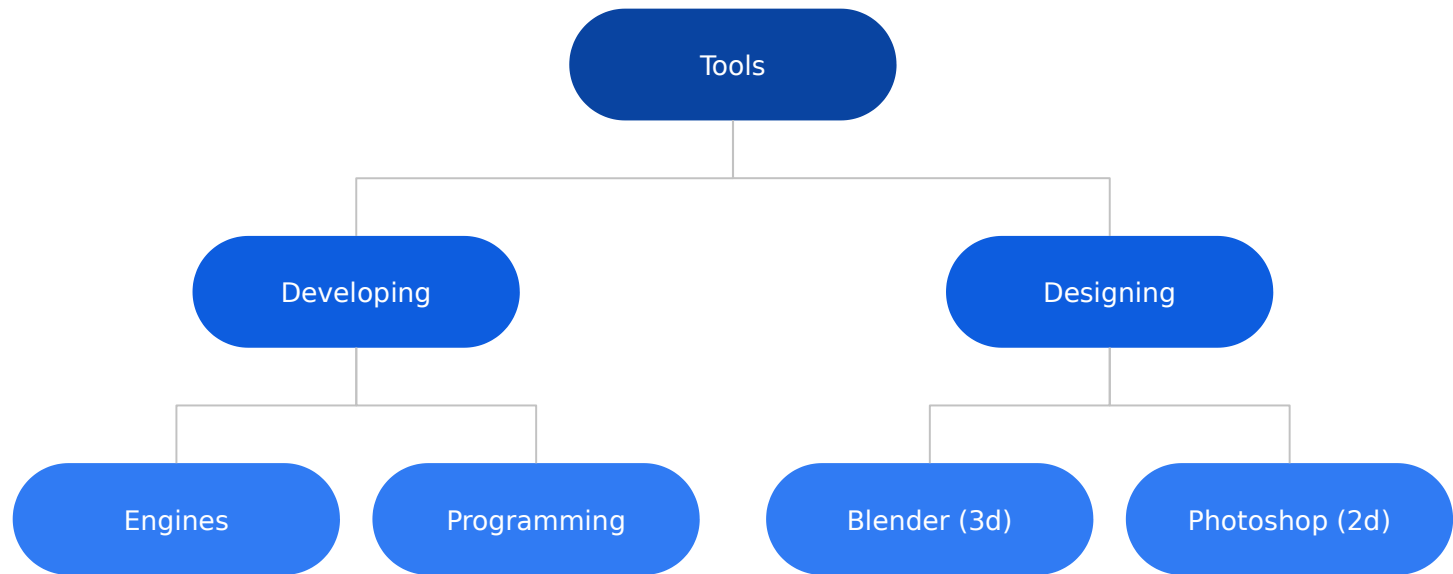 Tools
Developing
Designing
Engines
Programming
Blender (3d)
Photoshop (2d)